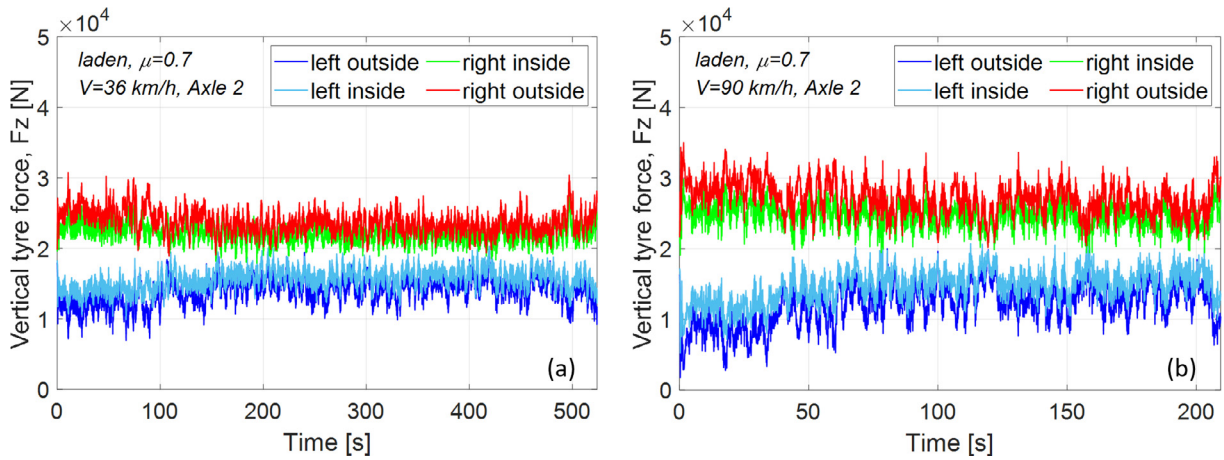 ×10⁴
5
4
3
2
1
0
Vertical tyre force, Fz [N]
laden, μ=0.7
V=36 km/h, Axle 2
left outside
left inside
right inside
right outside
(a)
0 100 200 300 400 500
Time [s]
×10⁴
5
4
3
2
1
0
Vertical tyre force, Fz [N]
laden, μ=0.7
V=90 km/h, Axle 2
left outside
left inside
right inside
right outside
(b)
0 50 100 150 200
Time [s]